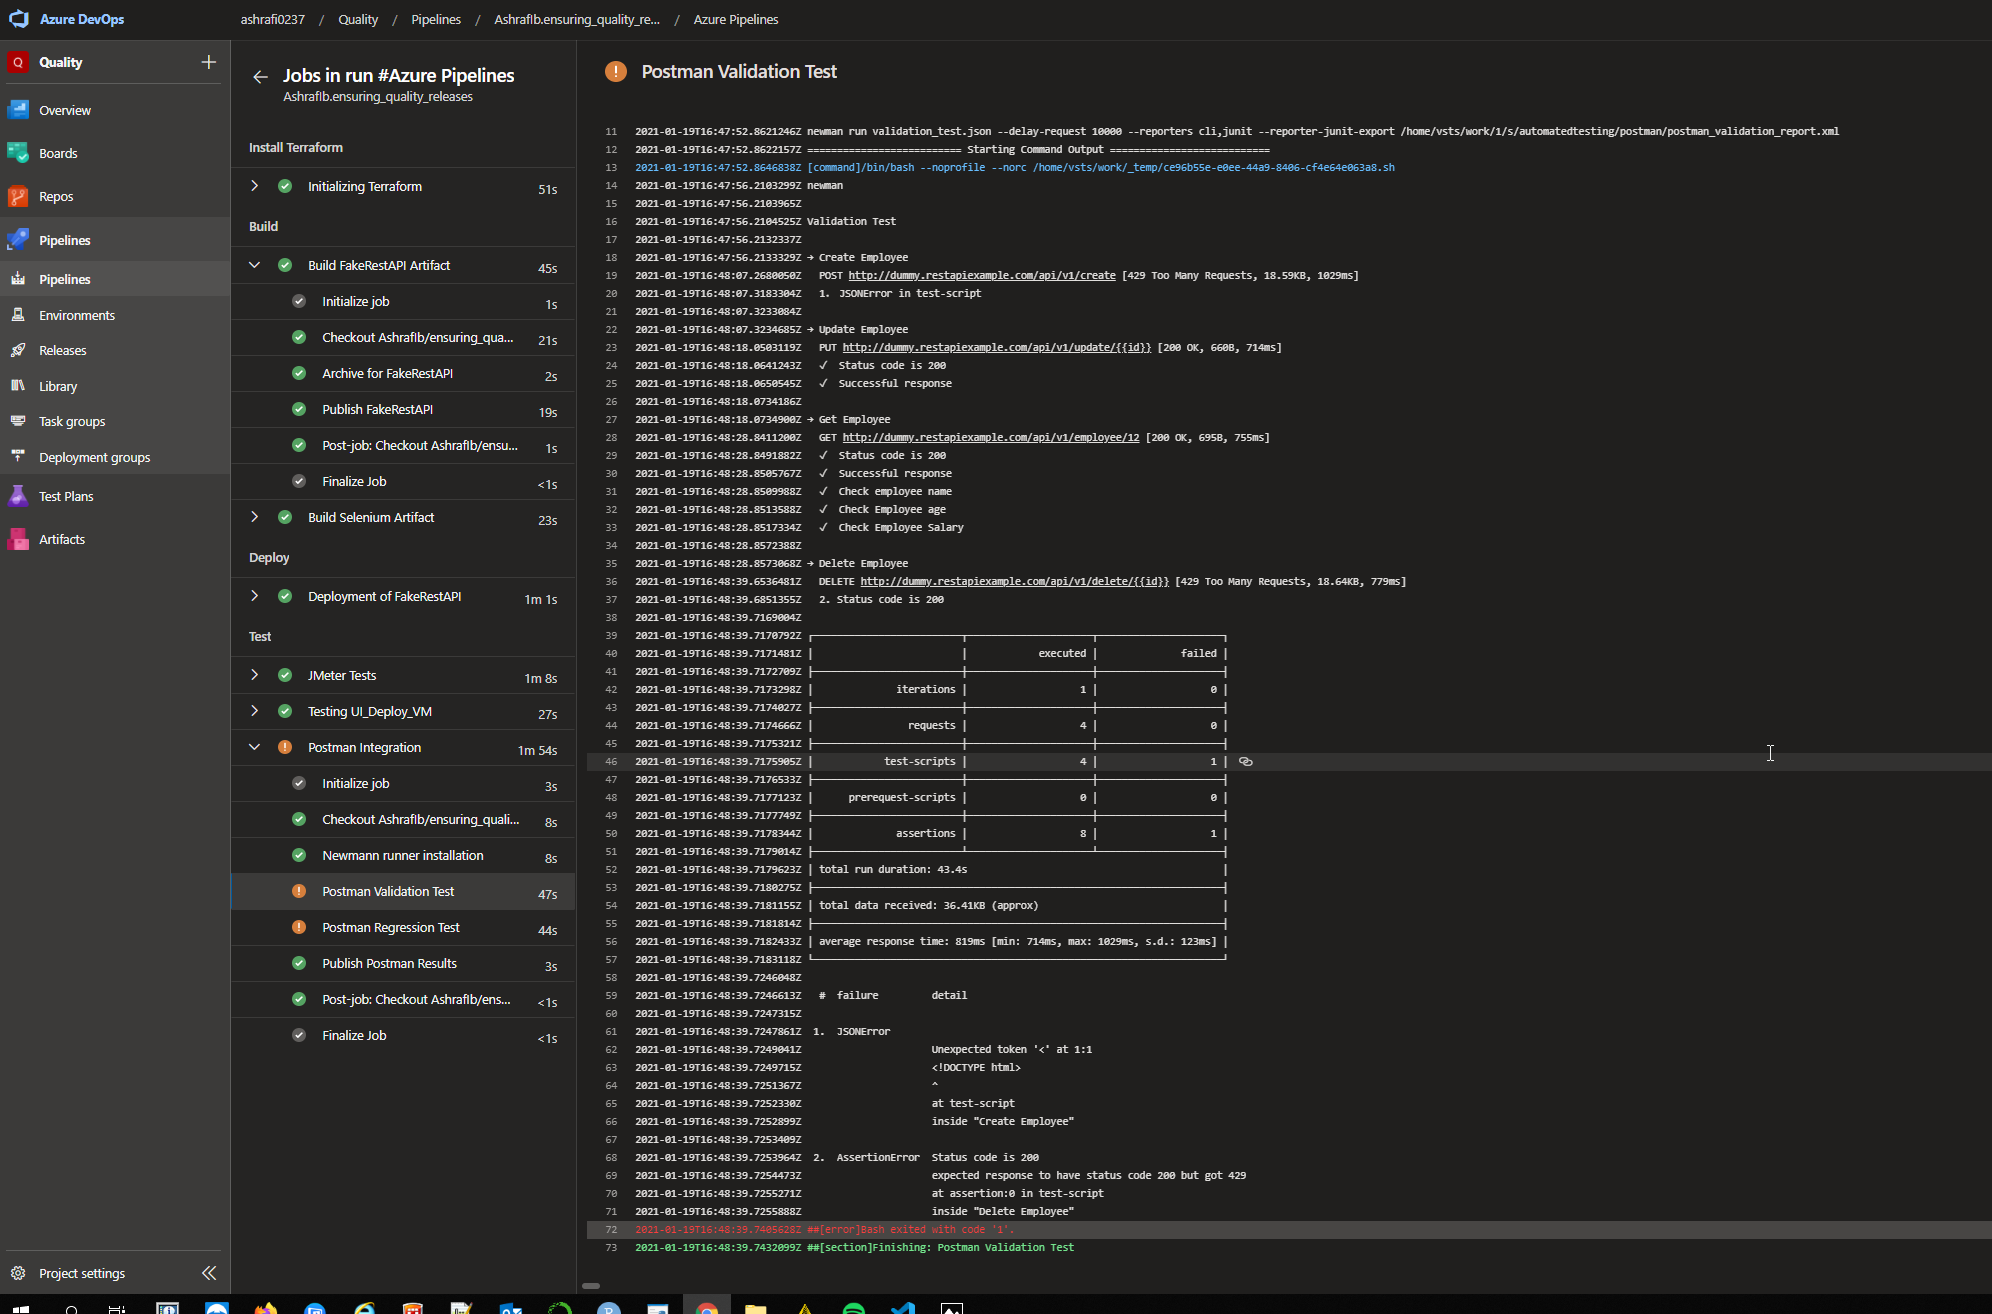 Azure DevOps
ashrafi0237 / Quality / Pipelines / AshrafIb.ensuring_quality_re... / Azure Pipelines
Q Quality
Overview
Boards
Repos
Pipelines
Pipelines
Environments
Releases
Library
Task groups
Deployment groups
Test Plans
Artifacts
Project settings
Jobs in run #Azure Pipelines
AshrafIb.ensuring_quality_releases
Install Terraform
Initializing Terraform 51s
Build
Build FakeRestAPI Artifact 45s
Initialize job 1s
Checkout AshrafIb/ensuring_qua... 21s
Archive for FakeRestAPI 2s
Publish FakeRestAPI 19s
Post-job: Checkout AshrafIb/ensu... 1s
Finalize Job <1s
Build Selenium Artifact 23s
Deploy
Deployment of FakeRestAPI 1m 1s
Test
JMeter Tests 1m 8s
Testing UI_Deploy_VM 27s
Postman Integration 1m 54s
Initialize job 3s
Checkout AshrafIb/ensuring_quali... 8s
Newmann runner installation 8s
Postman Validation Test 47s
Postman Regression Test 44s
Publish Postman Results 3s
Post-job: Checkout AshrafIb/ens... <1s
Finalize Job <1s
Postman Validation Test
11 2021-01-19T16:47:52.8621246Z newman run validation_test.json --delay-request 10000 --reporters cli,junit --reporter-junit-export /home/vsts/work/1/s/automatedtesting/postman/postman_validation_report.xml
12 2021-01-19T16:47:52.8622157Z ========================== Starting Command Output ===========================
13 2021-01-19T16:47:52.8646838Z [command]/bin/bash --noprofile --norc /home/vsts/work/_temp/ce96b55e-e0ee-44a9-8406-cf4e64e063a8.sh
14 2021-01-19T16:47:56.2103299Z newman
15 2021-01-19T16:47:56.2103965Z
16 2021-01-19T16:47:56.2104525Z Validation Test
17 2021-01-19T16:47:56.2132337Z
18 2021-01-19T16:47:56.2133329Z → Create Employee
19 2021-01-19T16:48:07.2680050Z POST http://dummy.restapiexample.com/api/v1/create [429 Too Many Requests, 18.59KB, 1029ms]
20 2021-01-19T16:48:07.3183304Z 1. JSONError in test-script
21 2021-01-19T16:48:07.3233084Z
22 2021-01-19T16:48:07.3234685Z → Update Employee
23 2021-01-19T16:48:18.0503119Z PUT http://dummy.restapiexample.com/api/v1/update/{{id}} [200 OK, 660B, 714ms]
24 2021-01-19T16:48:18.0641243Z √ Status code is 200
25 2021-01-19T16:48:18.0650545Z √ Successful response
26 2021-01-19T16:48:18.0734186Z
27 2021-01-19T16:48:18.0734900Z → Get Employee
28 2021-01-19T16:48:28.8411200Z GET http://dummy.restapiexample.com/api/v1/employee/12 [200 OK, 695B, 755ms]
29 2021-01-19T16:48:28.8491882Z √ Status code is 200
30 2021-01-19T16:48:28.8505767Z √ Successful response
31 2021-01-19T16:48:28.8509988Z √ Check employee name
32 2021-01-19T16:48:28.8513588Z √ Check Employee age
33 2021-01-19T16:48:28.8517334Z √ Check Employee Salary
34 2021-01-19T16:48:28.8572388Z
35 2021-01-19T16:48:28.8573068Z → Delete Employee
36 2021-01-19T16:48:39.6536481Z DELETE http://dummy.restapiexample.com/api/v1/delete/{{id}} [429 Too Many Requests, 18.64KB, 779ms]
37 2021-01-19T16:48:39.6851355Z 2. Status code is 200
38 2021-01-19T16:48:39.7169004Z
39 2021-01-19T16:48:39.7170792Z
40 2021-01-19T16:48:39.7171481Z | | executed | failed |
41 2021-01-19T16:48:39.7172709Z
42 2021-01-19T16:48:39.7173298Z | iterations | 1 | 0 |
43 2021-01-19T16:48:39.7174027Z
44 2021-01-19T16:48:39.7174666Z | requests | 4 | 0 |
45 2021-01-19T16:48:39.7175321Z
46 2021-01-19T16:48:39.7175905Z | test-scripts | 4 | 1 |
47 2021-01-19T16:48:39.7176533Z
48 2021-01-19T16:48:39.7177123Z | prerequest-scripts | 0 | 0 |
49 2021-01-19T16:48:39.7177749Z
50 2021-01-19T16:48:39.7178344Z | assertions | 8 | 1 |
51 2021-01-19T16:48:39.7179014Z
52 2021-01-19T16:48:39.7179623Z | total run duration: 43.4s |
53 2021-01-19T16:48:39.7180275Z
54 2021-01-19T16:48:39.7181155Z | total data received: 36.41KB (approx) |
55 2021-01-19T16:48:39.7181814Z
56 2021-01-19T16:48:39.7182433Z | average response time: 819ms [min: 714ms, max: 1029ms, s.d.: 123ms] |
57 2021-01-19T16:48:39.7183118Z
58 2021-01-19T16:48:39.7246048Z
59 2021-01-19T16:48:39.7246613Z # failure detail
60 2021-01-19T16:48:39.7247315Z
61 2021-01-19T16:48:39.7247861Z 1. JSONError
62 2021-01-19T16:48:39.7249041Z Unexpected token '<' at 1:1
63 2021-01-19T16:48:39.7249715Z <!DOCTYPE html>
64 2021-01-19T16:48:39.7251367Z ^
65 2021-01-19T16:48:39.7252330Z at test-script
66 2021-01-19T16:48:39.7252899Z inside "Create Employee"
67 2021-01-19T16:48:39.7253409Z
68 2021-01-19T16:48:39.7253964Z 2. AssertionError Status code is 200
69 2021-01-19T16:48:39.7254473Z expected response to have status code 200 but got 429
70 2021-01-19T16:48:39.7255271Z at assertion:0 in test-script
71 2021-01-19T16:48:39.7255888Z inside "Delete Employee"
72 2021-01-19T16:48:39.7405628Z ##[error]Bash exited with code '1'.
73 2021-01-19T16:48:39.7432099Z ##[section]Finishing: Postman Validation Test